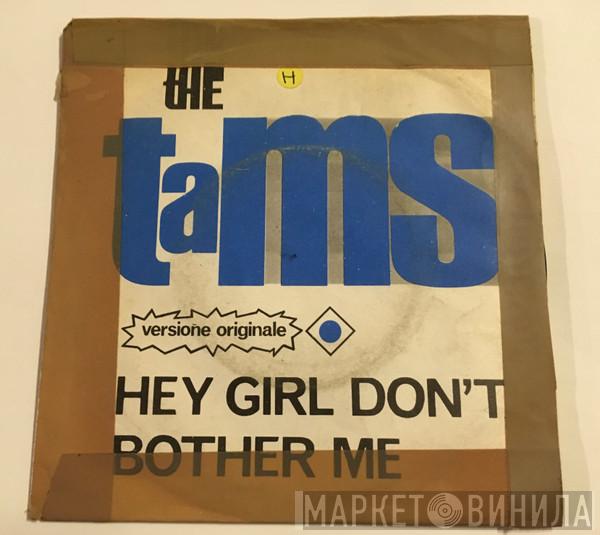 the
H
tams
versione originale
HEY GIRL DON'T
BOTHER ME
МАРКЕТ ВИНИЛА